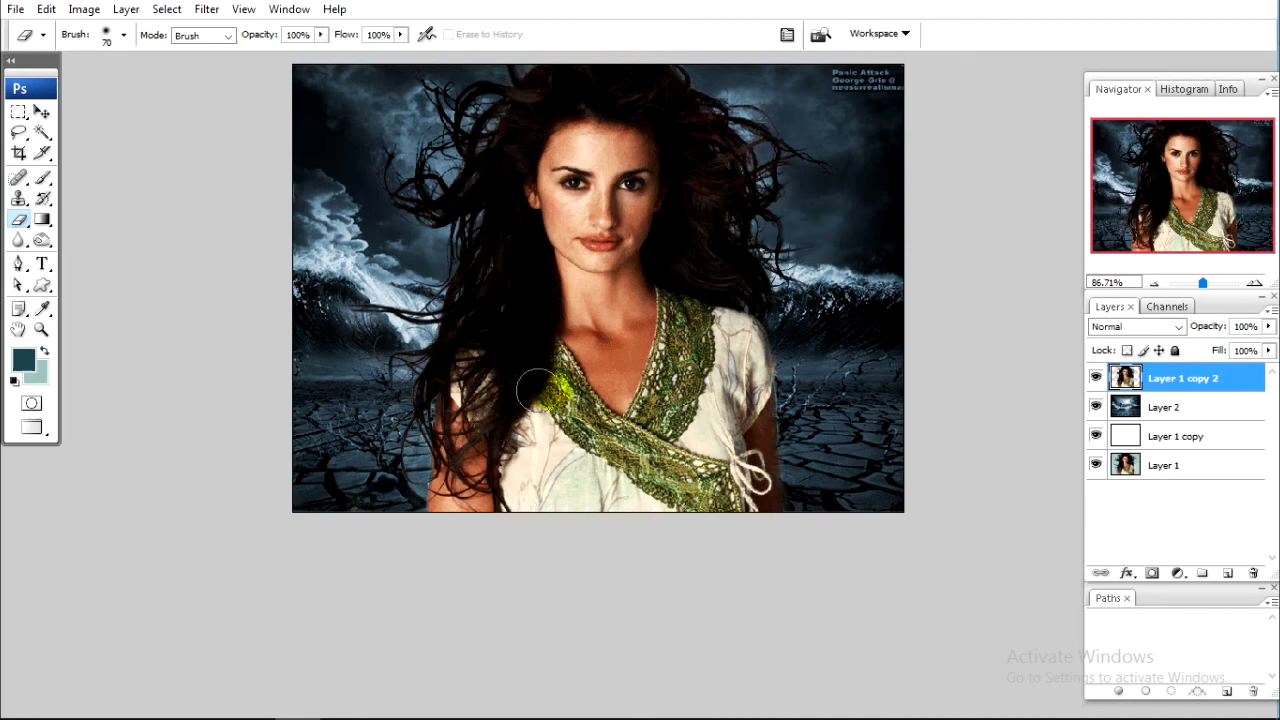 File Edit Image Layer Select Filter View Window Help
Brush: 70 Mode: Brush Opacity: 100% Flow: 100% Erase to History Workspace
Ps
Panic Attack
George Grie @
neosurrealismar
Navigator Histogram Info
86.71%
Layers Channels
Normal Opacity: 100%
Lock: Fill: 100%
Layer 1 copy 2
Layer 2
Layer 1 copy
Layer 1
Paths
Activate Windows
Go to Settings to activate Windows.